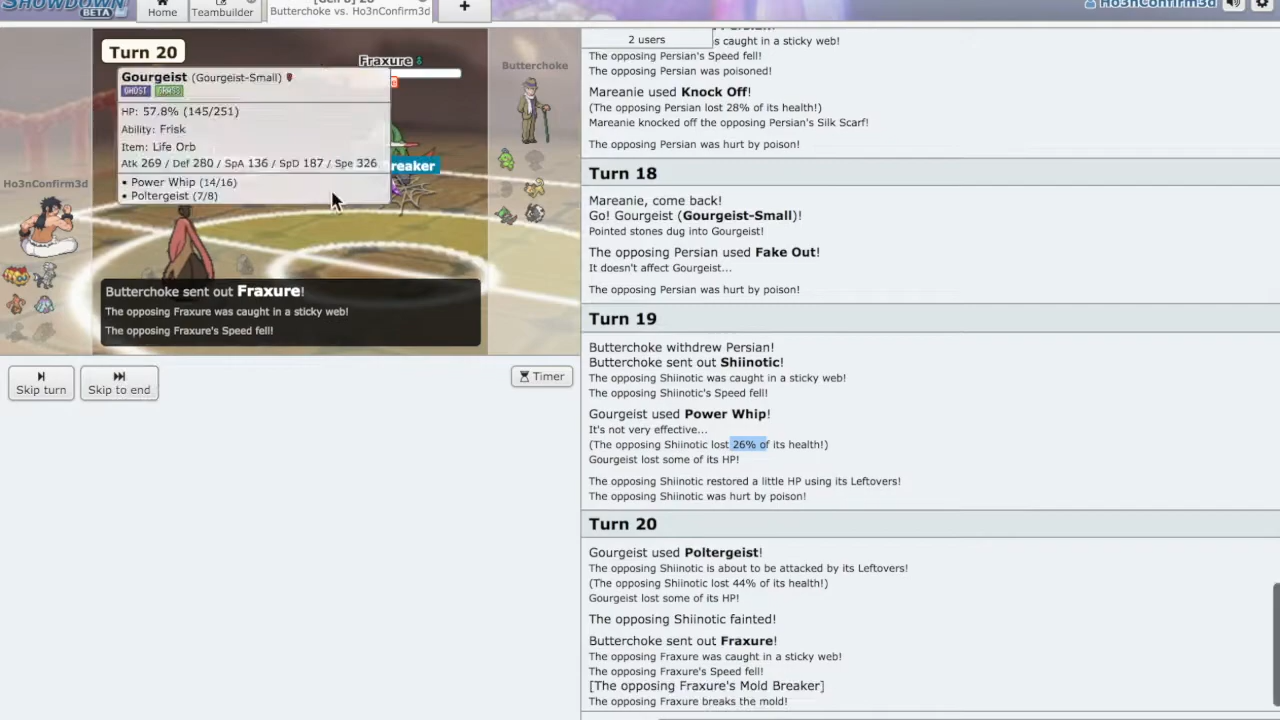 SHOWDOWN
BETA
Home
Teambuilder
Butterchoke vs. Ho3nConfirm3d
+
Ho3nConfirm3d
Turn 20
Fraxure
Gourgeist (Gourgeist-Small)
GHOST GRASS
HP: 57.8% (145/251)
Ability: Frisk
Item: Life Orb
Atk 269 / Def 280 / SpA 136 / SpD 187 / Spe 326
• Power Whip (14/16)
• Poltergeist (7/8)
reaker
Butterchoke
Ho3nConfirm3d
Butterchoke sent out Fraxure!
The opposing Fraxure was caught in a sticky web!
The opposing Fraxure's Speed fell!
Skip turn
Skip to end
Timer
2 users
s caught in a sticky web!
The opposing Persian's Speed fell!
The opposing Persian was poisoned!
Mareanie used Knock Off!
(The opposing Persian lost 28% of its health!)
Mareanie knocked off the opposing Persian's Silk Scarf!
The opposing Persian was hurt by poison!
Turn 18
Mareanie, come back!
Go! Gourgeist (Gourgeist-Small)!
Pointed stones dug into Gourgeist!
The opposing Persian used Fake Out!
It doesn't affect Gourgeist...
The opposing Persian was hurt by poison!
Turn 19
Butterchoke withdrew Persian!
Butterchoke sent out Shiinotic!
The opposing Shiinotic was caught in a sticky web!
The opposing Shiinotic's Speed fell!
Gourgeist used Power Whip!
It's not very effective...
(The opposing Shiinotic lost 26% of its health!)
Gourgeist lost some of its HP!
The opposing Shiinotic restored a little HP using its Leftovers!
The opposing Shiinotic was hurt by poison!
Turn 20
Gourgeist used Poltergeist!
The opposing Shiinotic is about to be attacked by its Leftovers!
(The opposing Shiinotic lost 44% of its health!)
Gourgeist lost some of its HP!
The opposing Shiinotic fainted!
Butterchoke sent out Fraxure!
The opposing Fraxure was caught in a sticky web!
The opposing Fraxure's Speed fell!
[The opposing Fraxure's Mold Breaker]
The opposing Fraxure breaks the mold!